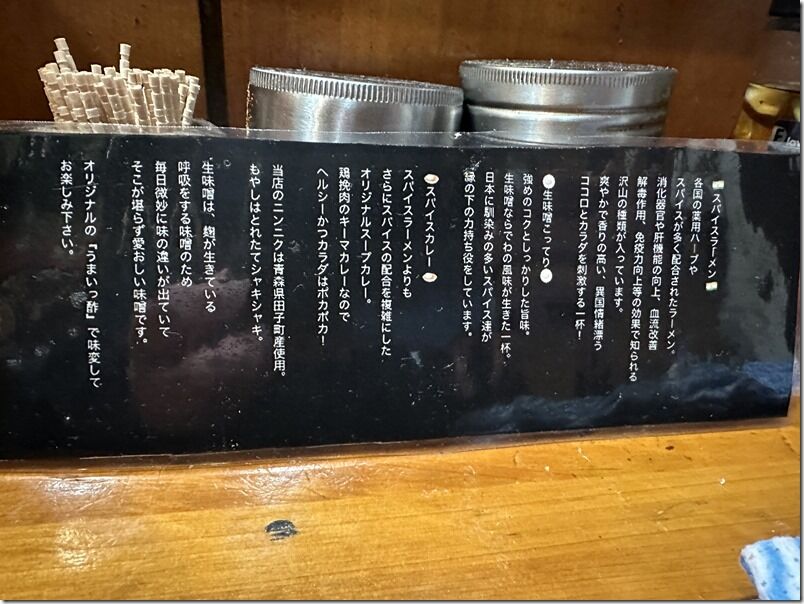 スパイスラーメン
各国の薬用ハーブや
スパイスが多く配合されたラーメン。
消化器官や肝機能の向上、血流改善
解毒作用、免疫力向上等の効果で知られる
沢山の種類が入っています。
爽やかで香りの高い、異国情緒漂う
ココロとカラダを刺激する一杯!
生味噌こってり
強めのコクとしっかりした旨味。
生味噌ならでわの風味が生きた一杯。
日本に馴染みの多いスパイス達が
縁の下の力持ち役をしています。
スパイスカレー
スパイスラーメンよりも
さらにスパイスの配合を複雑にした
オリジナルスープカレー。
鶏挽肉のキーマカレーなので
ヘルシーかつカラダはポカポカ!
当店のニンニクは青森県田子町産使用。
もやしはとれたてシャキシャキ。
生味噌は、麹が生きている
呼吸をする味噌のため
毎日微妙に味の違いが出ていて
そこが堪らず愛おしい味噌です。
オリジナルの『うまいっ酢』で味変して
お楽しみ下さい。